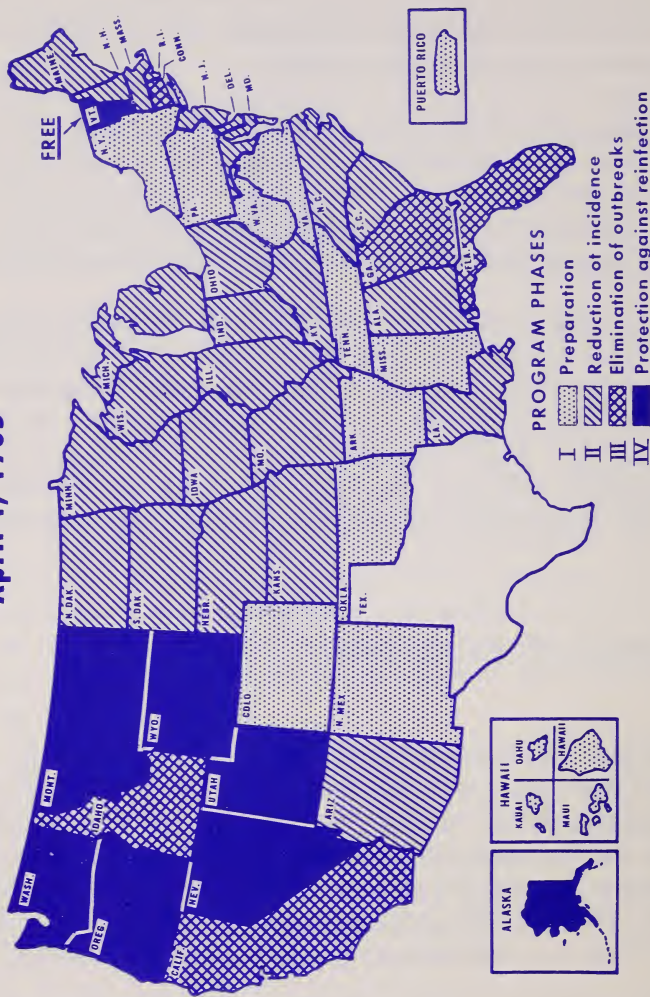 April 1,
FREE
WASH.
MONT.
N. DAK.
MINN.
MICH.
WIS.
VT.
MAINE
N.H.
MASS.
R.I.
CONN.
N.Y.
N.J.
DEL.
MD.
OREG.
IDAHO
WYO.
S. DAK.
IOWA
ILL.
IND.
OHIO
PA.
W.VA.
VA.
CALIF.
NEV.
UTAH
NEBR.
KANS.
MO.
KY.
TENN.
N.C.
S.C.
COLO.
ARIZ.
N. MEX.
OKLA.
TEX.
ARK.
LA.
MISS.
ALA.
GA.
FLA.
ALASKA
HAWAII
KAUAI
OAHU
MAUI
HAWAII
PUERTO RICO
PROGRAM PHASES
I Preparation
II Reduction of incidence
III Elimination of outbreaks
IV Protection against reinfection